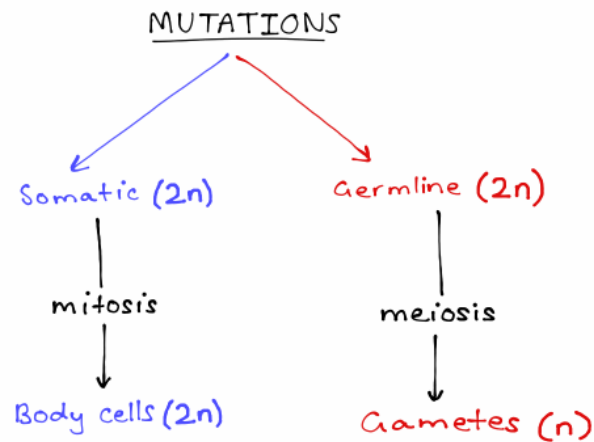 MUTATIONS
Somatic (2n)
Germline (2n)
mitosis
meiosis
Body cells (2n)
Gametes (n)